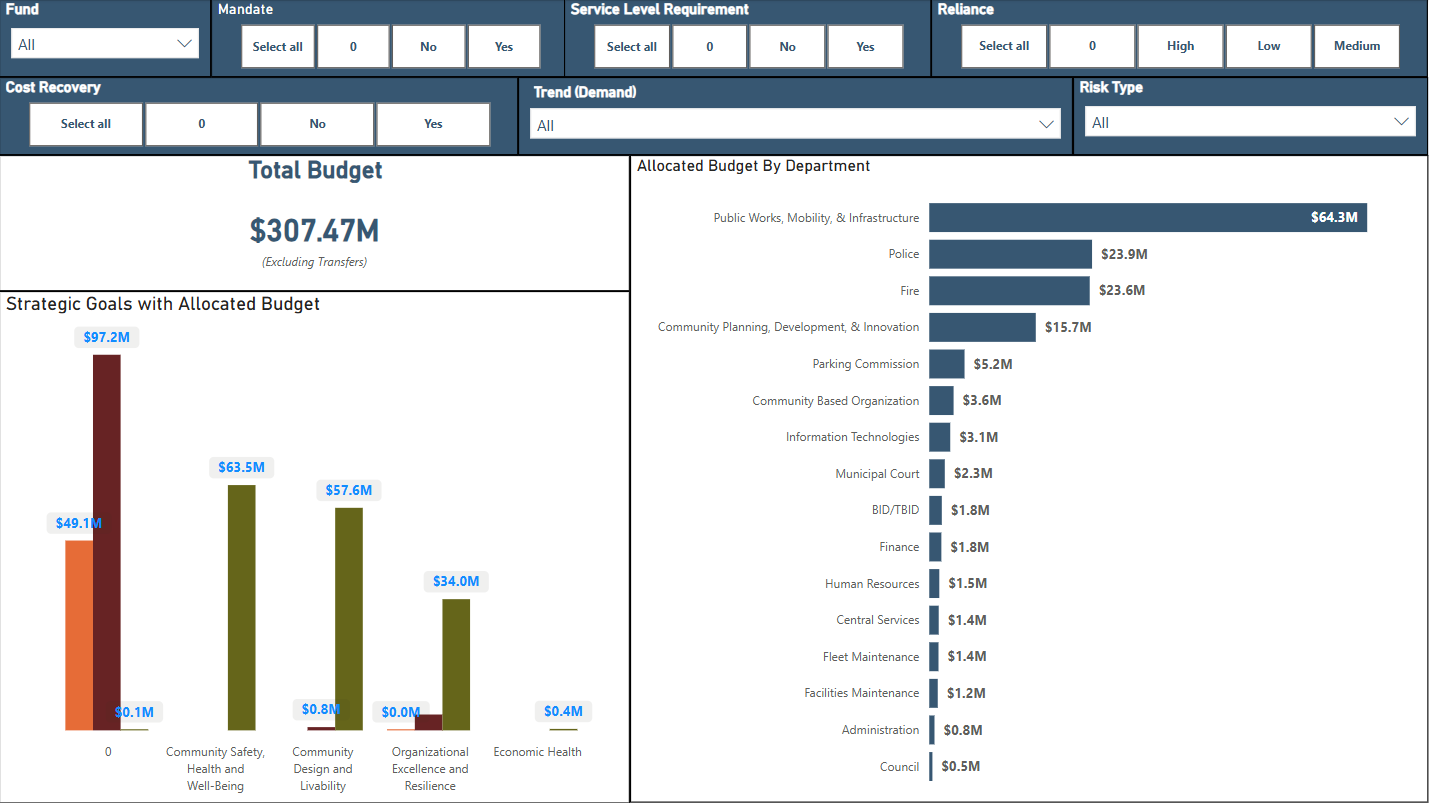 Fund
All
Mandate
Select all
0
No
Yes
Service Level Requirement
Select all
0
No
Yes
Reliance
Select all
0
High
Low
Medium
Cost Recovery
Select all
0
No
Yes
Trend (Demand)
All
Risk Type
All
Total Budget
$307.47M
(Excluding Transfers)
Strategic Goals with Allocated Budget
$97.2M
$49.1M
$0.1M
$63.5M
$57.6M
$0.8M
$34.0M
$0.0M
$0.4M
0
Community Safety,
Health and
Well-Being
Community
Design and
Livability
Organizational
Excellence and
Resilience
Economic Health
Allocated Budget By Department
Public Works, Mobility, & Infrastructure $64.3M
Police $23.9M
Fire $23.6M
Community Planning, Development, & Innovation $15.7M
Parking Commission $5.2M
Community Based Organization $3.6M
Information Technologies $3.1M
Municipal Court $2.3M
BID/TBID $1.8M
Finance $1.8M
Human Resources $1.5M
Central Services $1.4M
Fleet Maintenance $1.4M
Facilities Maintenance $1.2M
Administration $0.8M
Council $0.5M